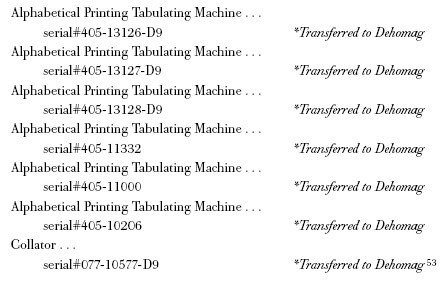 Alphabetical Printing Tabulating Machine . . .
serial#405-13126-D9 *Transferred to Dehomag
Alphabetical Printing Tabulating Machine . . .
serial#405-13127-D9 *Transferred to Dehomag
Alphabetical Printing Tabulating Machine . . .
serial#405-13128-D9 *Transferred to Dehomag
Alphabetical Printing Tabulating Machine . . .
serial#405-11332 *Transferred to Dehomag
Alphabetical Printing Tabulating Machine . . .
serial#405-11000 *Transferred to Dehomag
Alphabetical Printing Tabulating Machine . . .
serial#405-10206 *Transferred to Dehomag
Collator . . .
serial#077-10577-D9 *Transferred to Dehomag 53